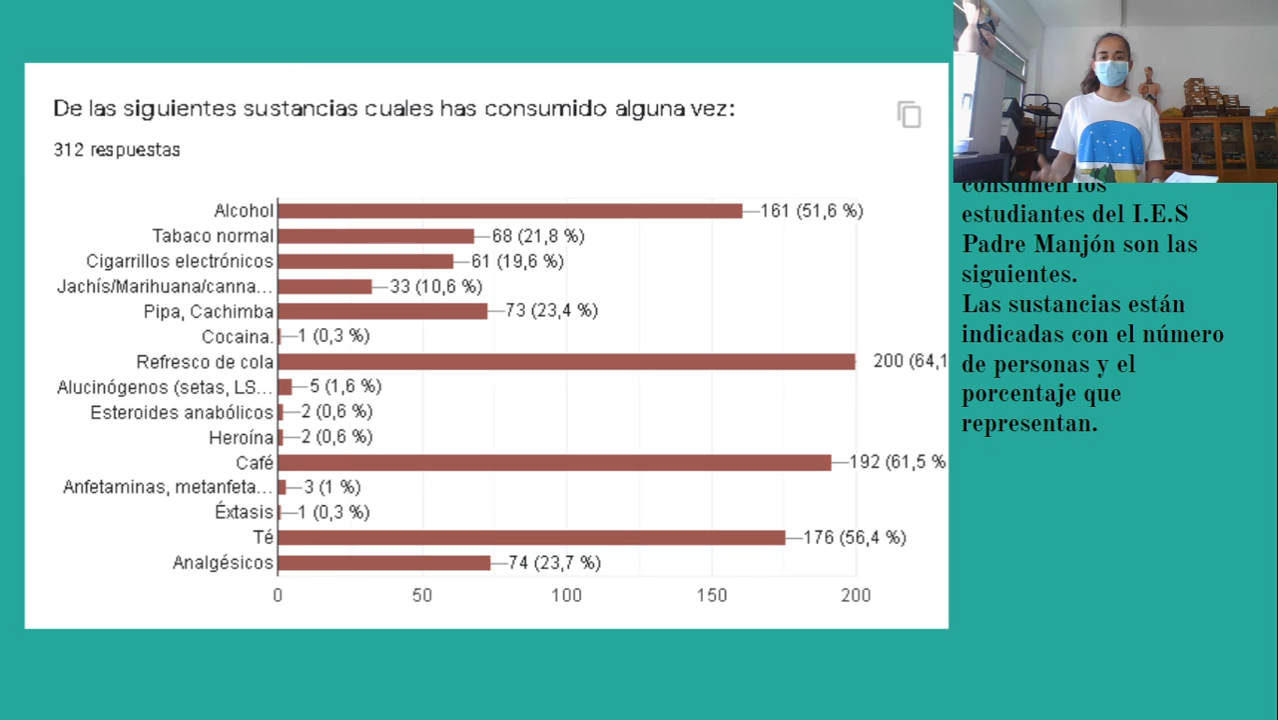 De las siguientes sustancias cuales has consumido alguna vez:
312 respuestas
Alcohol 161 (51,6 %)
Tabaco normal 68 (21,8 %)
Cigarrillos electrónicos 61 (19,6 %)
Jachís/Marihuana/canna... 33 (10,6 %)
Pipa, Cachimba 73 (23,4 %)
Cocaina. 1 (0,3 %)
Refresco de cola 200 (64,1
Alucinógenos (setas, LS... 5 (1,6 %)
Esteroides anabólicos 2 (0,6 %)
Heroína 2 (0,6 %)
Café 192 (61,5 %
Anfetaminas, metanfeta... 3 (1 %)
Éxtasis 1 (0,3 %)
Té 176 (56,4 %)
Analgésicos 74 (23,7 %)
0 50 100 150 200
consumen los
estudiantes del I.E.S
Padre Manjón son las
siguientes.
Las sustancias están
indicadas con el número
de personas y el
porcentaje que
representan.